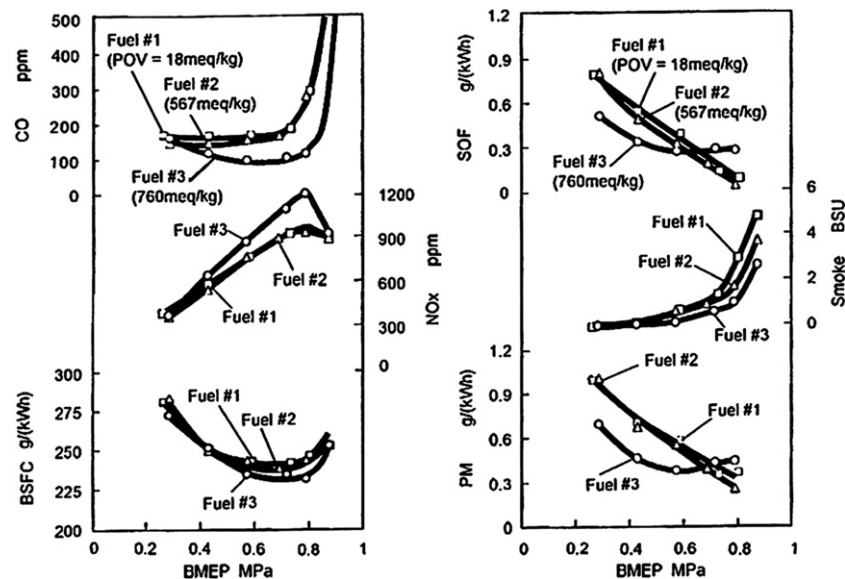 500
400
300
200
100
0
CO ppm
Fuel #1
(POV = 18meq/kg)
Fuel #2
(567meq/kg)
Fuel #3
(760meq/kg)
1200
900
600
300
0
NOx ppm
Fuel #3
Fuel #2
Fuel #1
300
275
250
225
200
BSFC g/(kWh)
Fuel #1
Fuel #2
Fuel #3
0
0.2
0.4
0.6
0.8
1
BMEP MPa
1.2
0.9
0.6
0.3
0
SOF g/(kWh)
Fuel #1
(POV = 18meq/kg)
Fuel #2
(567meq/kg)
Fuel #3
(760meq/kg)
6
4
2
0
Smoke BSU
Fuel #1
Fuel #2
Fuel #3
1.2
0.9
0.6
0.3
0
PM g/(kWh)
Fuel #2
Fuel #1
Fuel #3
0
0.2
0.4
0.6
0.8
1
BMEP MPa